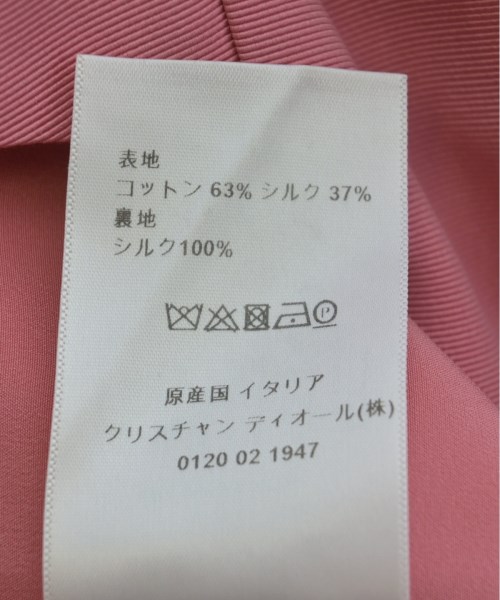 表地
コットン 63% シルク 37%
裏地
シルク100%
P
原産国 イタリア
クリスチャン ディオール(株)
0120 02 1947